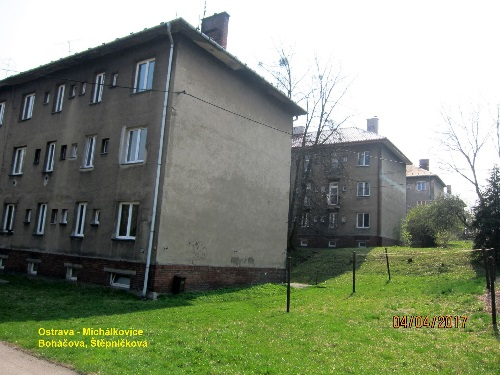 Ostrava - Michálkovice
Boháčova, Štěpničkova
04/04/2017